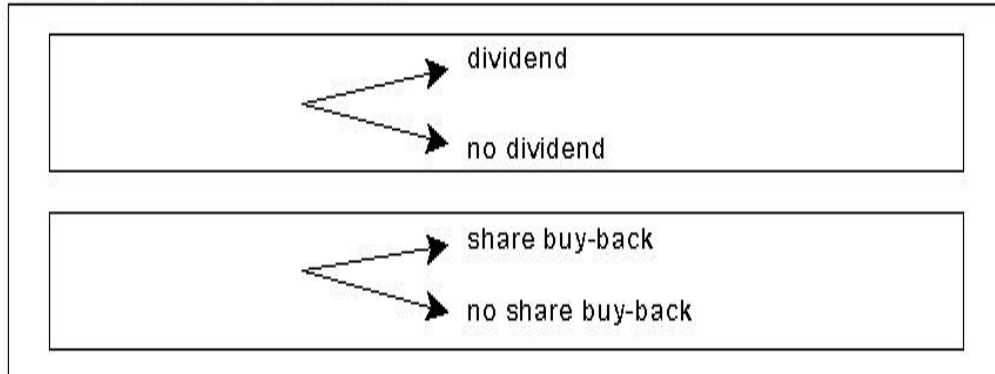 dividend
no dividend
share buy-back
no share buy-back